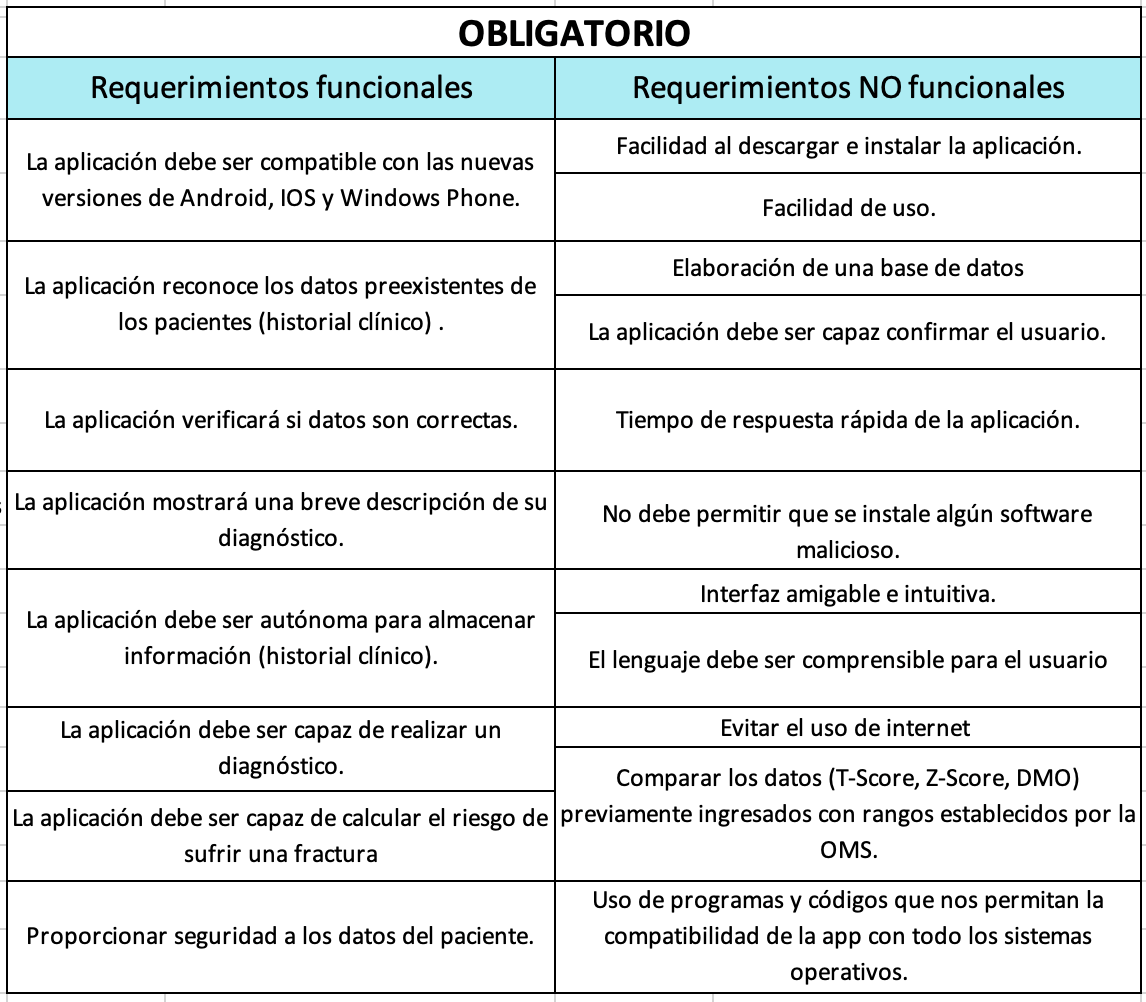 OBLIGATORIO
Requerimientos funcionales
Requerimientos NO funcionales
La aplicación debe ser compatible con las nuevas
versiones de Android, IOS y Windows Phone.
Facilidad al descargar e instalar la aplicación.
Facilidad de uso.
La aplicación reconoce los datos preexistentes de
los pacientes (historial clínico) .
Elaboración de una base de datos
La aplicación debe ser capaz confirmar el usuario.
La aplicación verificará si datos son correctas.
Tiempo de respuesta rápida de la aplicación.
La aplicación mostrará una breve descripción de su
diagnóstico.
No debe permitir que se instale algún software
malicioso.
La aplicación debe ser autónoma para almacenar
información (historial clínico).
Interfaz amigable e intuitiva.
El lenguaje debe ser comprensible para el usuario
La aplicación debe ser capaz de realizar un
diagnóstico.
Evitar el uso de internet
La aplicación debe ser capaz de calcular el riesgo de
sufrir una fractura
Comparar los datos (T-Score, Z-Score, DMO)
previamente ingresados con rangos establecidos por la
OMS.
Proporcionar seguridad a los datos del paciente.
Uso de programas y códigos que nos permitan la
compatibilidad de la app con todo los sistemas
operativos.